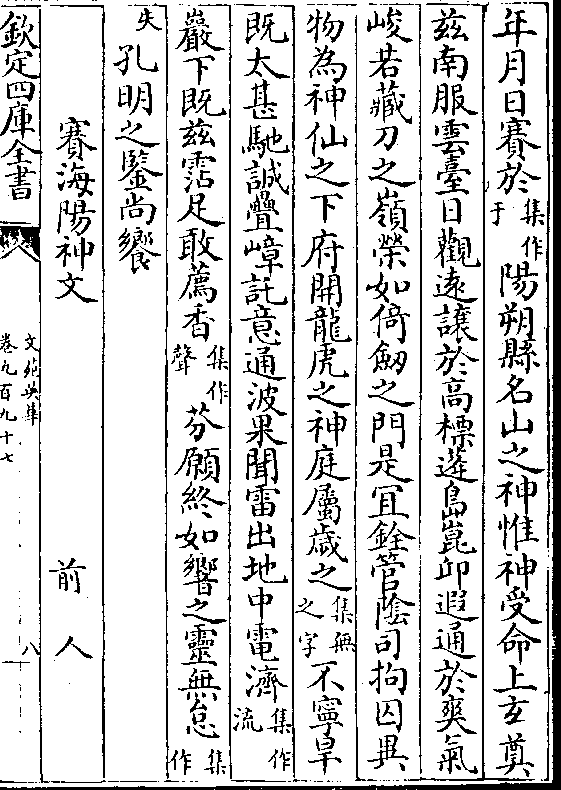 年月日賽於集作于陽朔縣名山之神惟神受命上玄奠
兹南服雲臺日觀遠讓於高標蓬島崑邱遐通於爽氣
峻若藏刀之嶺榮如倚劒之門是宜銓管陰司拘囚異
物為神仙之下府開龍虎之神庭屬歲之集無之字不寧旱
既太甚馳誠疊嶂託意通波果聞雷出地中電濟集作流
巖下既兹霑足敢薦香集作聲芬願終如響之靈無怠集作
失孔明之鑒尚饗
賽海陽神文 前人
欽定四庫全書
文苑英華
卷九百九十七
八